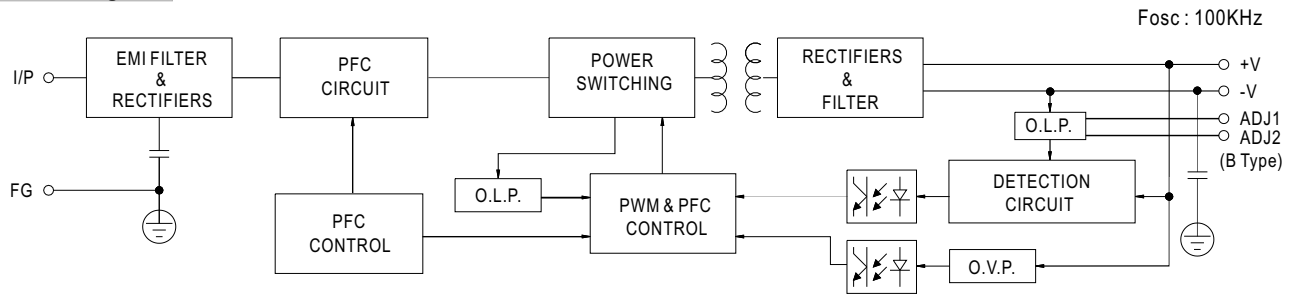 Fosc : 100KHz
I/P
EMI FILTER
&
RECTIFIERS
PFC
CIRCUIT
POWER
SWITCHING
RECTIFIERS
&
FILTER
+V
-V
ADJ1
ADJ2
(B Type)
O.L.P.
FG
PFC
CONTROL
O.L.P.
PWM & PFC
CONTROL
DETECTION
CIRCUIT
O.V.P.